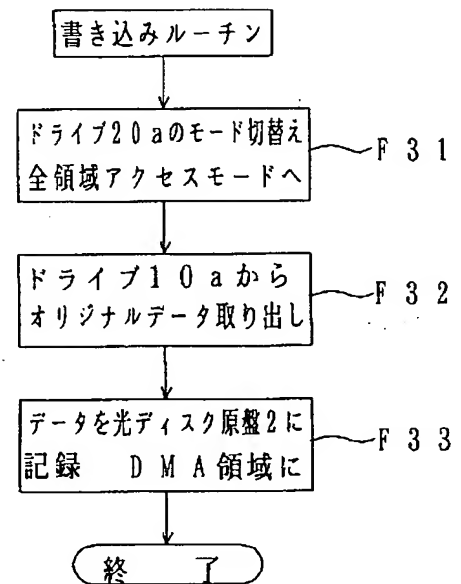 書き込みルーチン
ドライブ20aのモード切替え
全領域アクセスモードへ
F31
ドライブ10aから
オリジナルデータ取り出し
F32
データを光ディスク原盤2に
記録 DMA領域に
F33
終 了